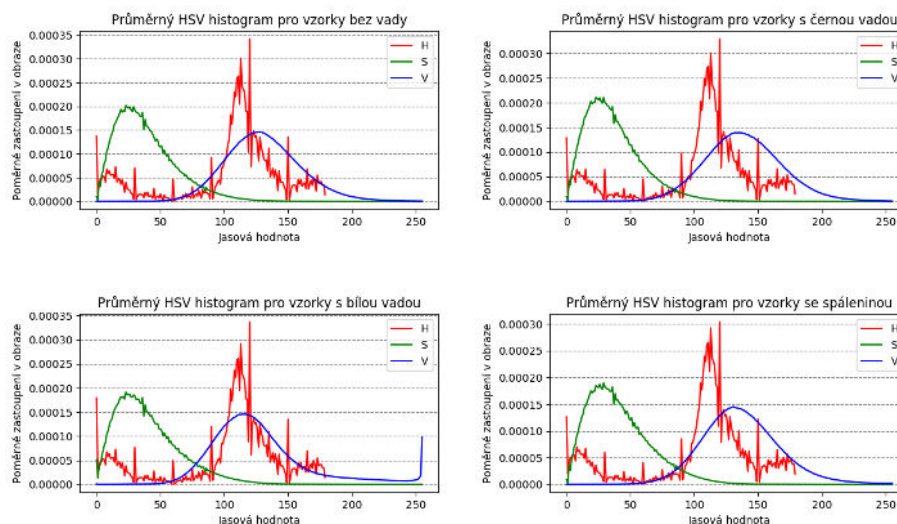 Průměrný HSV histogram pro vzorky bez vady
0.00035
0.00030
0.00025
0.00020
0.00015
0.00010
0.00005
0.00000
Poměrné zastoupení v obraze
0 50 100 150 200 250
Jasová hodnota
H
S
V
Průměrný HSV histogram pro vzorky s černou vadou
0.00030
0.00025
0.00020
0.00015
0.00010
0.00005
0.00000
Poměrné zastoupení v obraze
0 50 100 150 200 250
Jasová hodnota
H
S
V
Průměrný HSV histogram pro vzorky s bílou vadou
0.00035
0.00030
0.00025
0.00020
0.00015
0.00010
0.00005
0.00000
Poměrné zastoupení v obraze
0 50 100 150 200 250
Jasová hodnota
H
S
V
Průměrný HSV histogram pro vzorky se spáleninou
0.00030
0.00025
0.00020
0.00015
0.00010
0.00005
0.00000
Poměrné zastoupení v obraze
0 50 100 150 200 250
Jasová hodnota
H
S
V